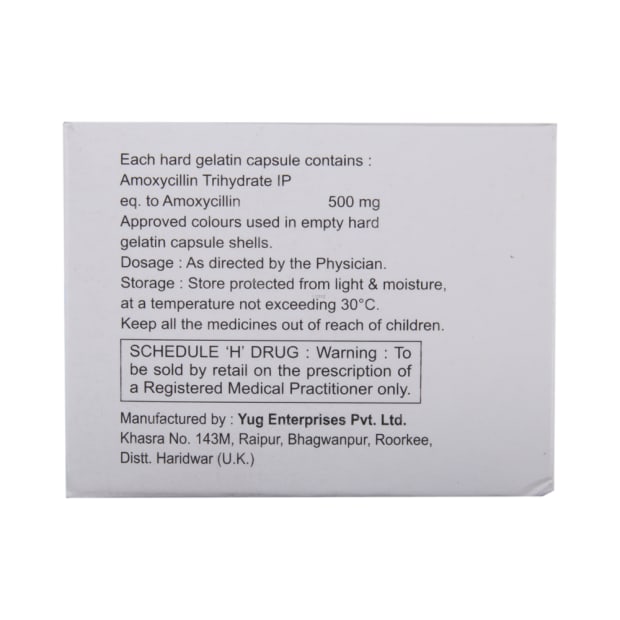 Each hard gelatin capsule contains :
Amoxycillin Trihydrate IP
eq. to Amoxycillin 500 mg
Approved colours used in empty hard
gelatin capsule shells.
Dosage : As directed by the Physician.
Storage : Store protected from light & moisture,
at a temperature not exceeding 30°C.
Keep all the medicines out of reach of children.
SCHEDULE ‘H’ DRUG : Warning : To
be sold by retail on the prescription of
a Registered Medical Practitioner only.
Manufactured by : Yug Enterprises Pvt. Ltd.
Khasra No. 143M, Raipur, Bhagwanpur, Roorkee,
Distt. Haridwar (U.K.)